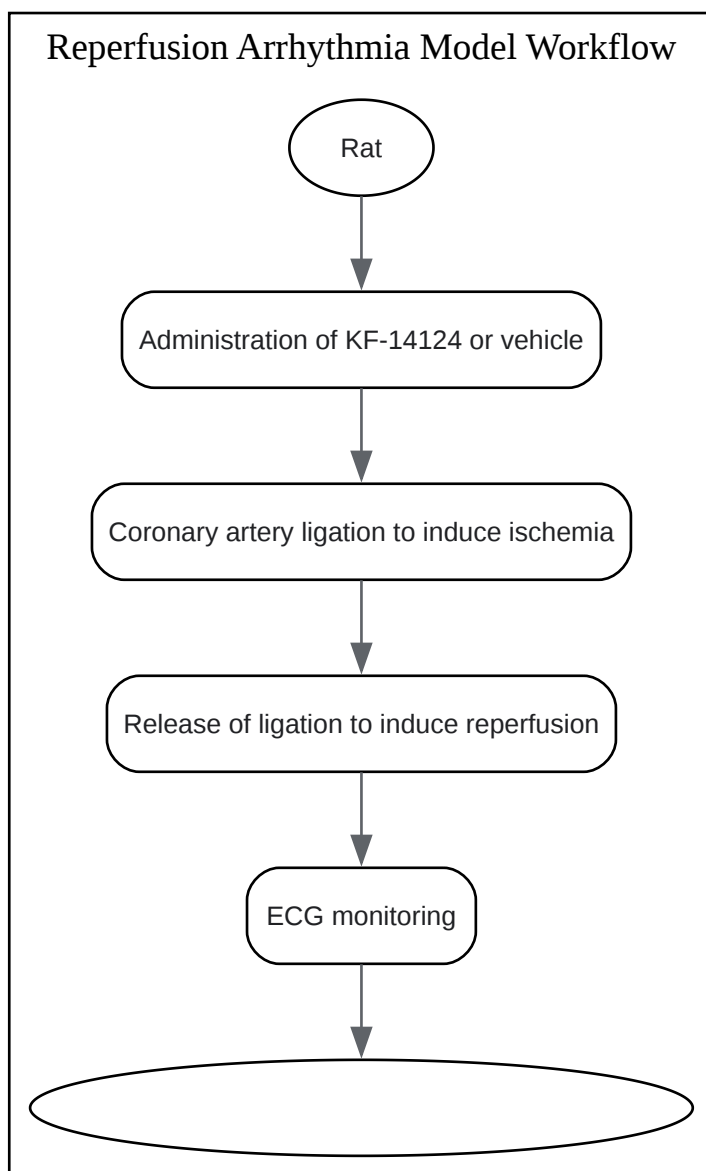 Reperfusion Arrhythmia Model Workflow
Rat
Administration of KF-14124 or vehicle
Coronary artery ligation to induce ischemia
Release of ligation to induce reperfusion
ECG monitoring